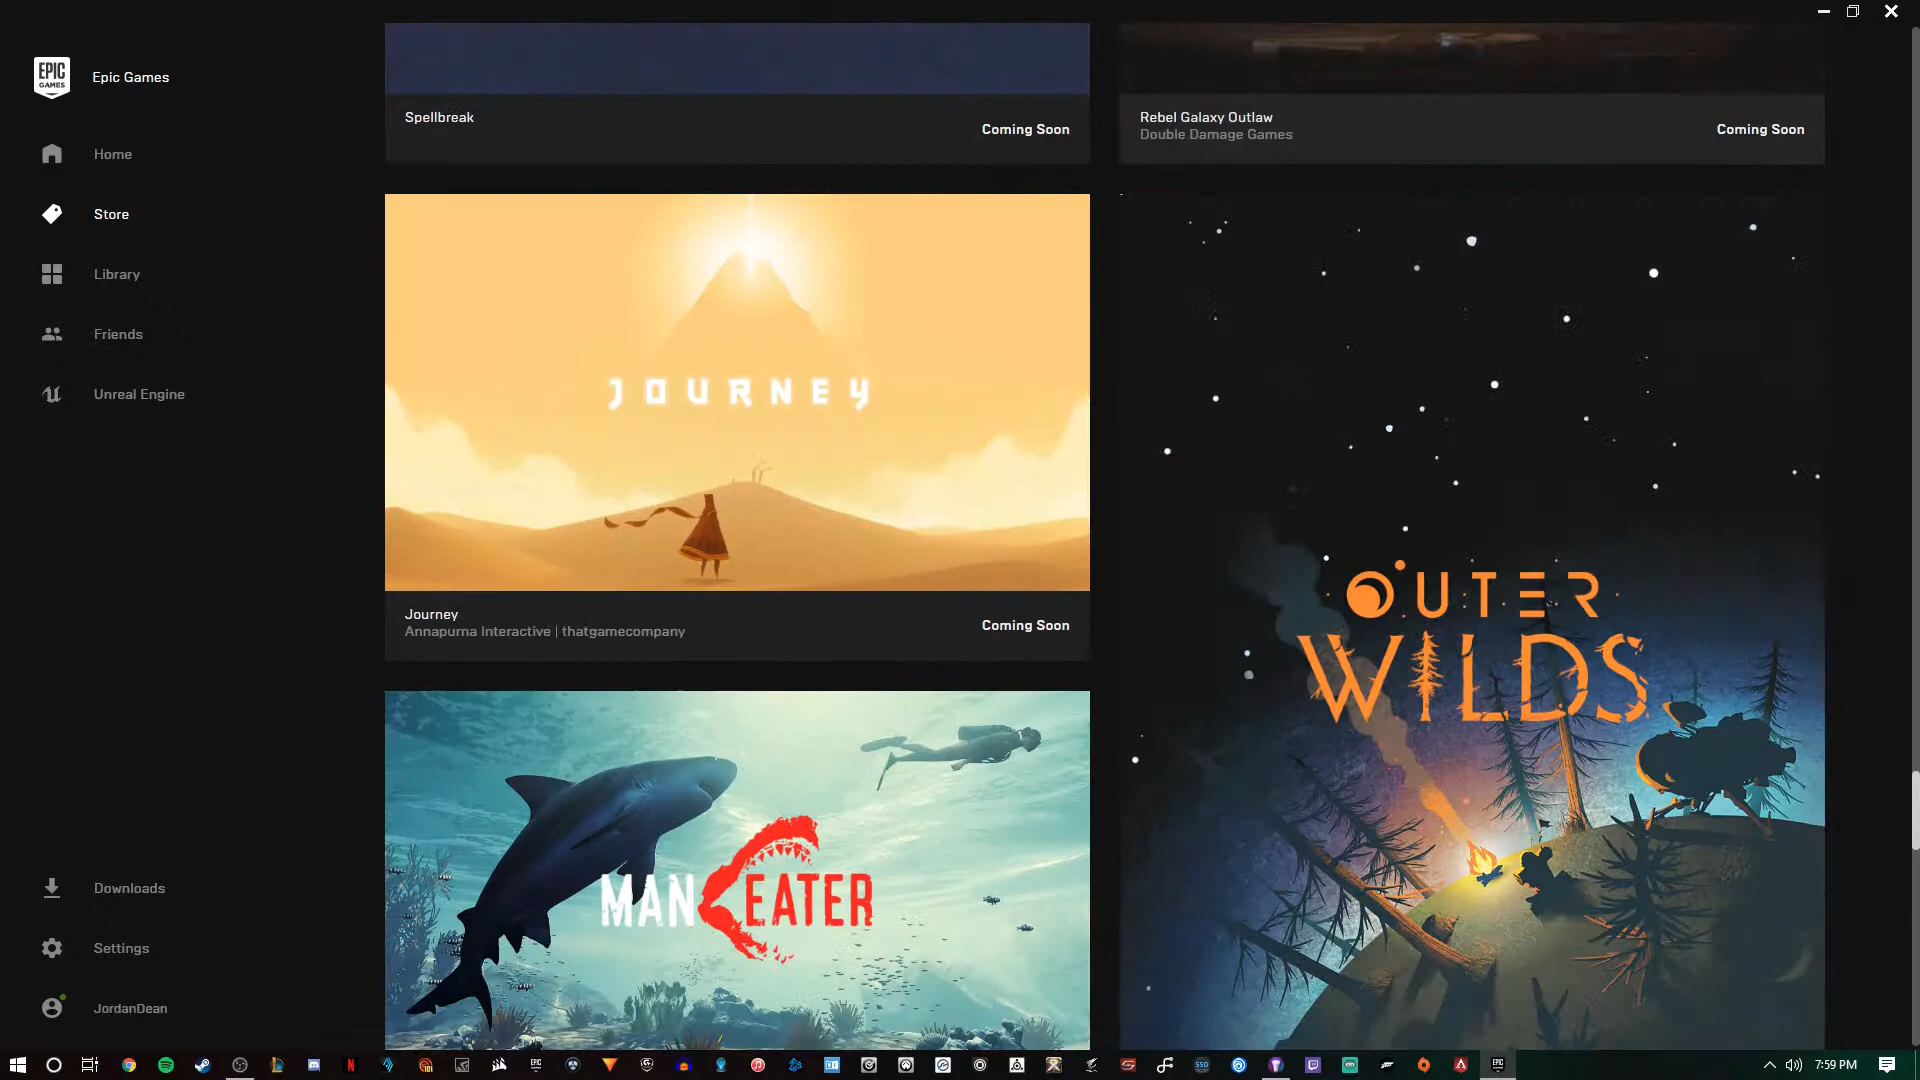 EPIC
GAMES
Epic Games
Home
Store
Library
Friends
Unreal Engine
Downloads
Settings
JordanDean
Spellbreak
Coming Soon
Rebel Galaxy Outlaw
Double Damage Games
Coming Soon
JOURNEY
Journey
Annapurna Interactive | thatgamecompany
Coming Soon
MANEATER
OUTER
WILDS
7:59 PM